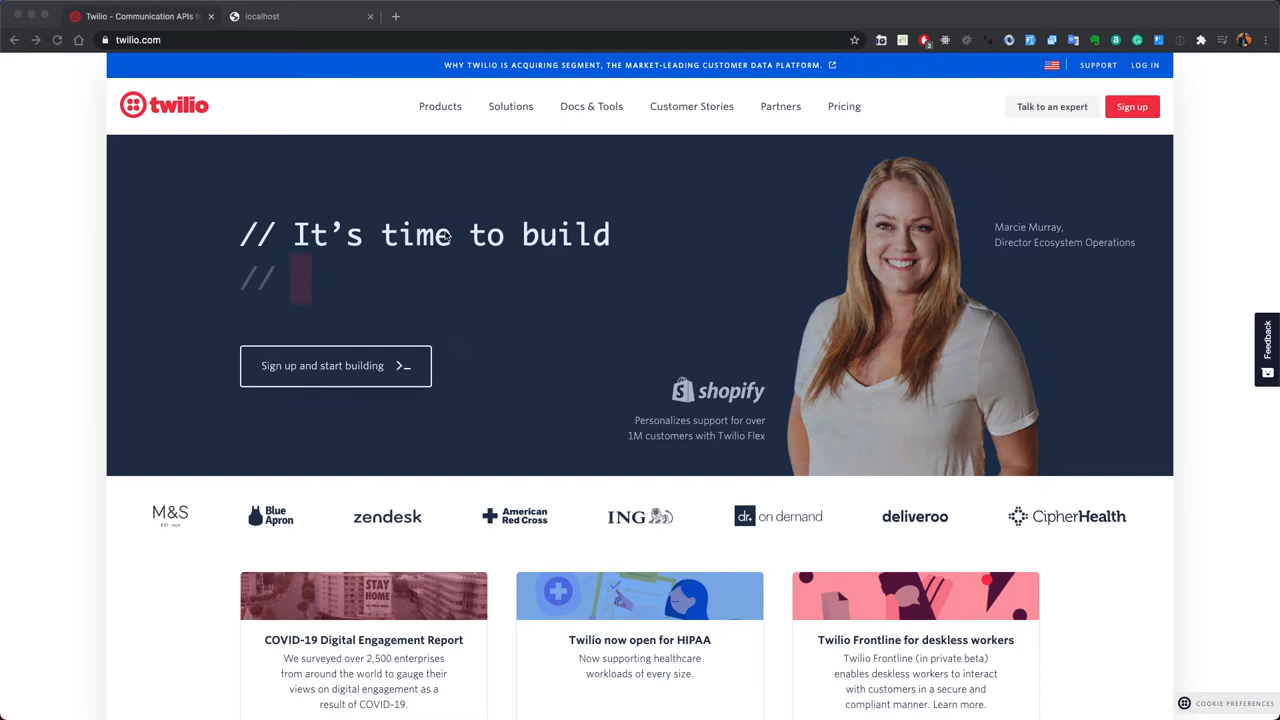 Twilio - Communication APIs fo
localhost
twilio.com
3
WHY TWILIO IS ACQUIRING SEGMENT, THE MARKET-LEADING CUSTOMER DATA PLATFORM.
SUPPORT
LOG IN
twilio
Products
Solutions
Docs & Tools
Customer Stories
Partners
Pricing
Talk to an expert
Sign up
// It's time to build
//
Marcie Murray,
Director Ecosystem Operations
Sign up and start building >_
shopify
Personalizes support for over
1M customers with Twilio Flex
Feedback
M&S
EST 1884
Blue
Apron
zendesk
American
Red Cross
ING
dr+ on demand
deliveroo
CipherHealth
STAY
HOME
COVID-19 Digital Engagement Report
We surveyed over 2,500 enterprises
from around the world to gauge their
views on digital engagement as a
result of COVID-19.
Twilio now open for HIPAA
Now supporting healthcare
workloads of every size.
Twilio Frontline for deskless workers
Twilio Frontline (in private beta)
enables deskless workers to interact
with customers in a secure and
compliant manner. Learn more.
COOKIE PREFERENCES